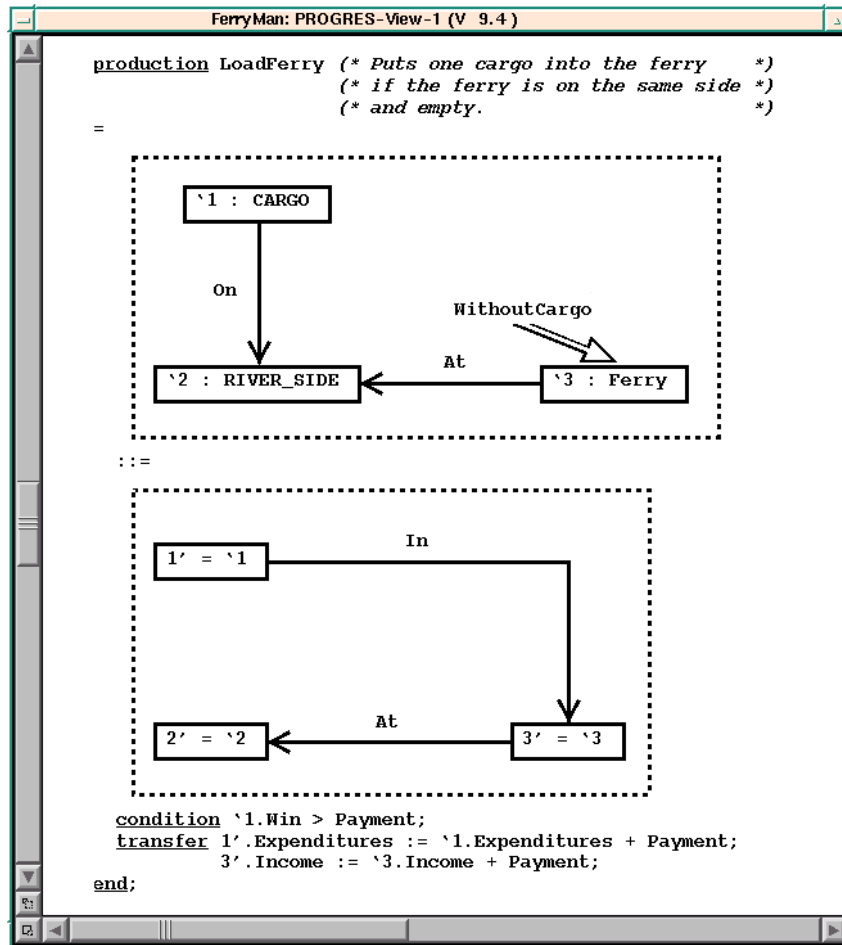 FerryMan: PROGRES-View-1 (V 9.4)
production LoadFerry (* Puts one cargo into the ferry *)
(* if the ferry is on the same side *)
(* and empty. *)
=
`1 : CARGO
On
WithoutCargo
At
`2 : RIVER_SIDE
`3 : Ferry
::=
In
1' = `1
At
2' = `2
3' = `3
condition `1.Win > Payment;
transfer 1'.Expenditures := `1.Expenditures + Payment;
3'.Income := `3.Income + Payment;
end;